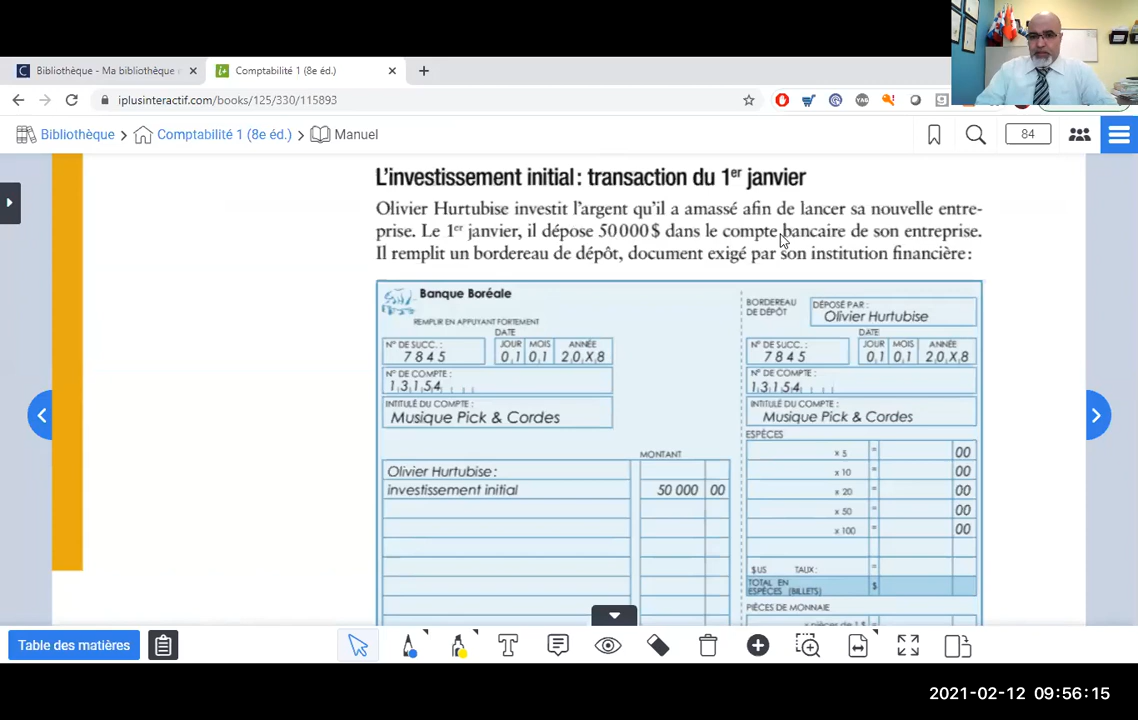 Bibliothèque - Ma bibliothèque
Comptabilité 1 (8e éd.)
iplusinteractif.com/books/125/330/115893
Bibliothèque
Comptabilité 1 (8e éd.)
Manuel
84
L'investissement initial : transaction du 1er janvier
Olivier Hurtubise investit l'argent qu'il a amassé afin de lancer sa nouvelle entre-
prise. Le 1er janvier, il dépose 50 000 $ dans le compte bancaire de son entreprise.
Il remplit un bordereau de dépôt, document exigé par son institution financière :
Banque Boréale
REMPLIR EN APPUYANT FORTEMENT
DATE
N° DE SUCC. :
JOUR MOIS ANNÉE
7 8 4 5
0,1 0,1 2,0,X,8
N° DE COMPTE :
1,3,1,5,4
INTITULÉ DU COMPTE :
Musique Pick & Cordes
MONTANT
Olivier Hurtubise :
investissement initial 50 000 00
BORDEREAU
DE DÉPÔT
DÉPOSÉ PAR :
Olivier Hurtubise
DATE
N° DE SUCC. :
JOUR MOIS ANNÉE
7 8 4 5
0,1 0,1 2,0,X,8
N° DE COMPTE :
1,3,1,5,4
INTITULÉ DU COMPTE :
Musique Pick & Cordes
ESPÈCES
x 5 = 00
x 10 = 00
x 20 = 00
x 50 = 00
x 100 = 00
$US TAUX : =
TOTAL EN
ESPÈCES (BILLETS) $
PIÈCES DE MONNAIE
x pièces de 1 $
Table des matières
2021-02-12 09:56:15